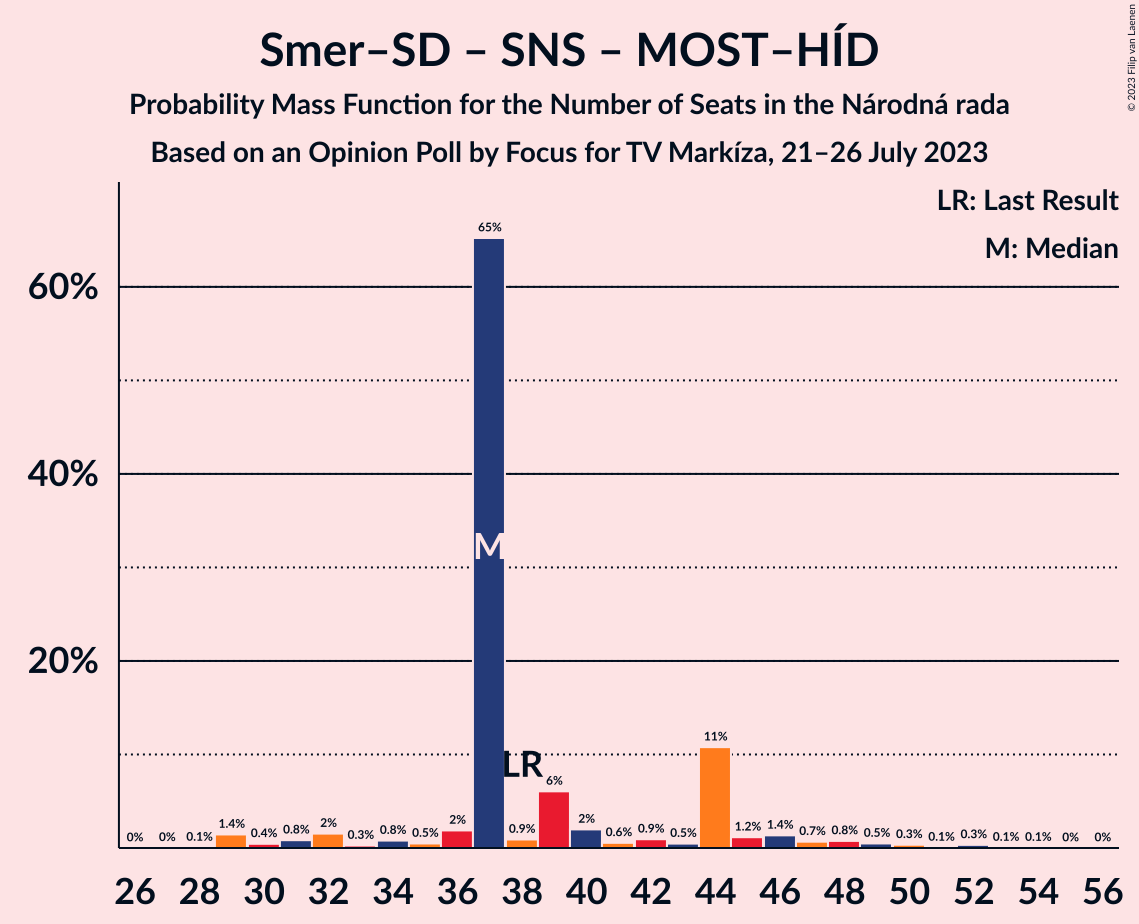 Smer–SD – SNS – MOST–HÍD
Probability Mass Function for the Number of Seats in the Národná rada
Based on an Opinion Poll by Focus for TV Markíza, 21–26 July 2023
© 2023 Filip van Laenen
LR: Last Result
M: Median
60%
40%
20%
65%
M
LR
0% 0% 0.1% 1.4% 0.4% 0.8% 2% 0.3% 0.8% 0.5% 2% 0.9% 6% 2% 0.6% 0.9% 0.5% 11% 1.2% 1.4% 0.7% 0.8% 0.5% 0.3% 0.1% 0.3% 0.1% 0.1% 0% 0%
26 28 30 32 34 36 38 40 42 44 46 48 50 52 54 56